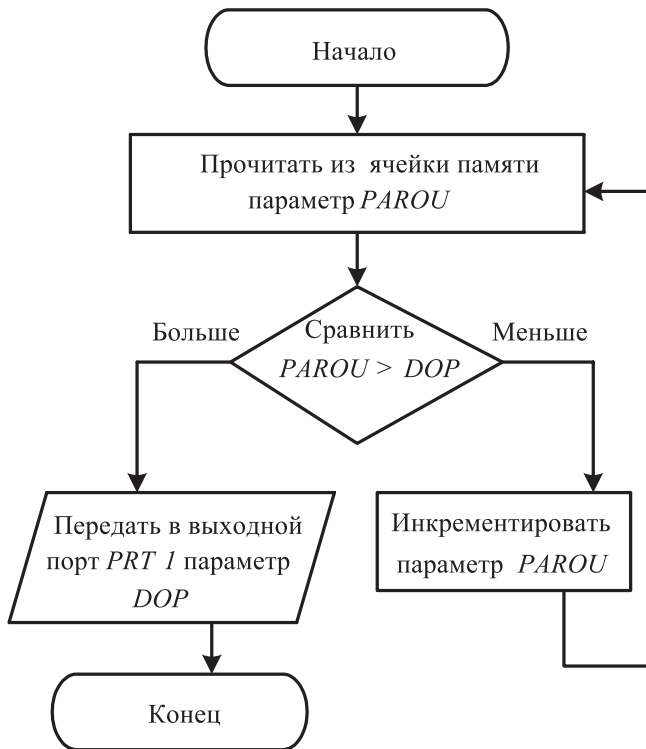 Начало
Прочитать из ячейки памяти
параметр PAROU
Больше
Сравнить
PAROU > DOP
Меньше
Передать в выходной
порт PRT 1 параметр
DOP
Инкрементировать
параметр PAROU
Конец